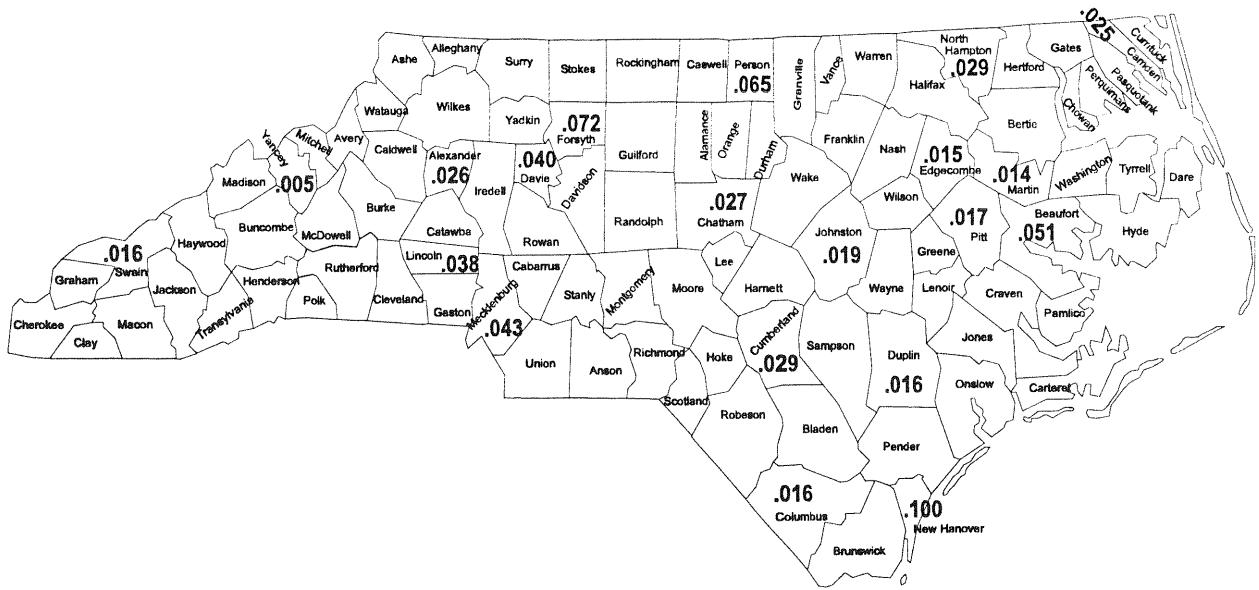 .025
Ashe
Alleghany
Surry
Stokes
Rockingham
Caswell
Person
.065
Granville
Vance
Warren
Halifax
North
Hampton
.029
Hertford
Gates
Currituck
Camden
Pasquotank
Perquimans
Chowan
Watauga
Wilkes
Yadkin
.072
Forsyth
Guilford
Alamance
Orange
Durham
Franklin
Nash
Bertie
Yancey
Mitchell
Avery
Caldwell
Alexander
.026
Iredell
.040
Davie
Davidson
Randolph
.027
Chatham
Wake
Wilson
.015
Edgecombe
.014
Martin
Washington
Tyrrell
Dare
Madison
.005
Burke
Catawba
Rowan
Johnston
.019
Greene
.017
Pitt
Beaufort
.051
Hyde
.016
Swain
Graham
Haywood
Buncombe
McDowell
Rutherford
Lincoln
.038
Cabarrus
Stanly
Montgomery
Moore
Lee
Harnett
Wayne
Lenoir
Craven
Pamlico
Cherokee
Clay
Macon
Jackson
Transylvania
Henderson
Polk
Cleveland
Gaston
Mecklenburg
.043
Union
Anson
Richmond
Scotland
Hoke
Cumberland
.029
Sampson
Duplin
.016
Jones
Onslow
Carteret
Robeson
Bladen
Pender
.016
Columbus
.100
New Hanover
Brunswick